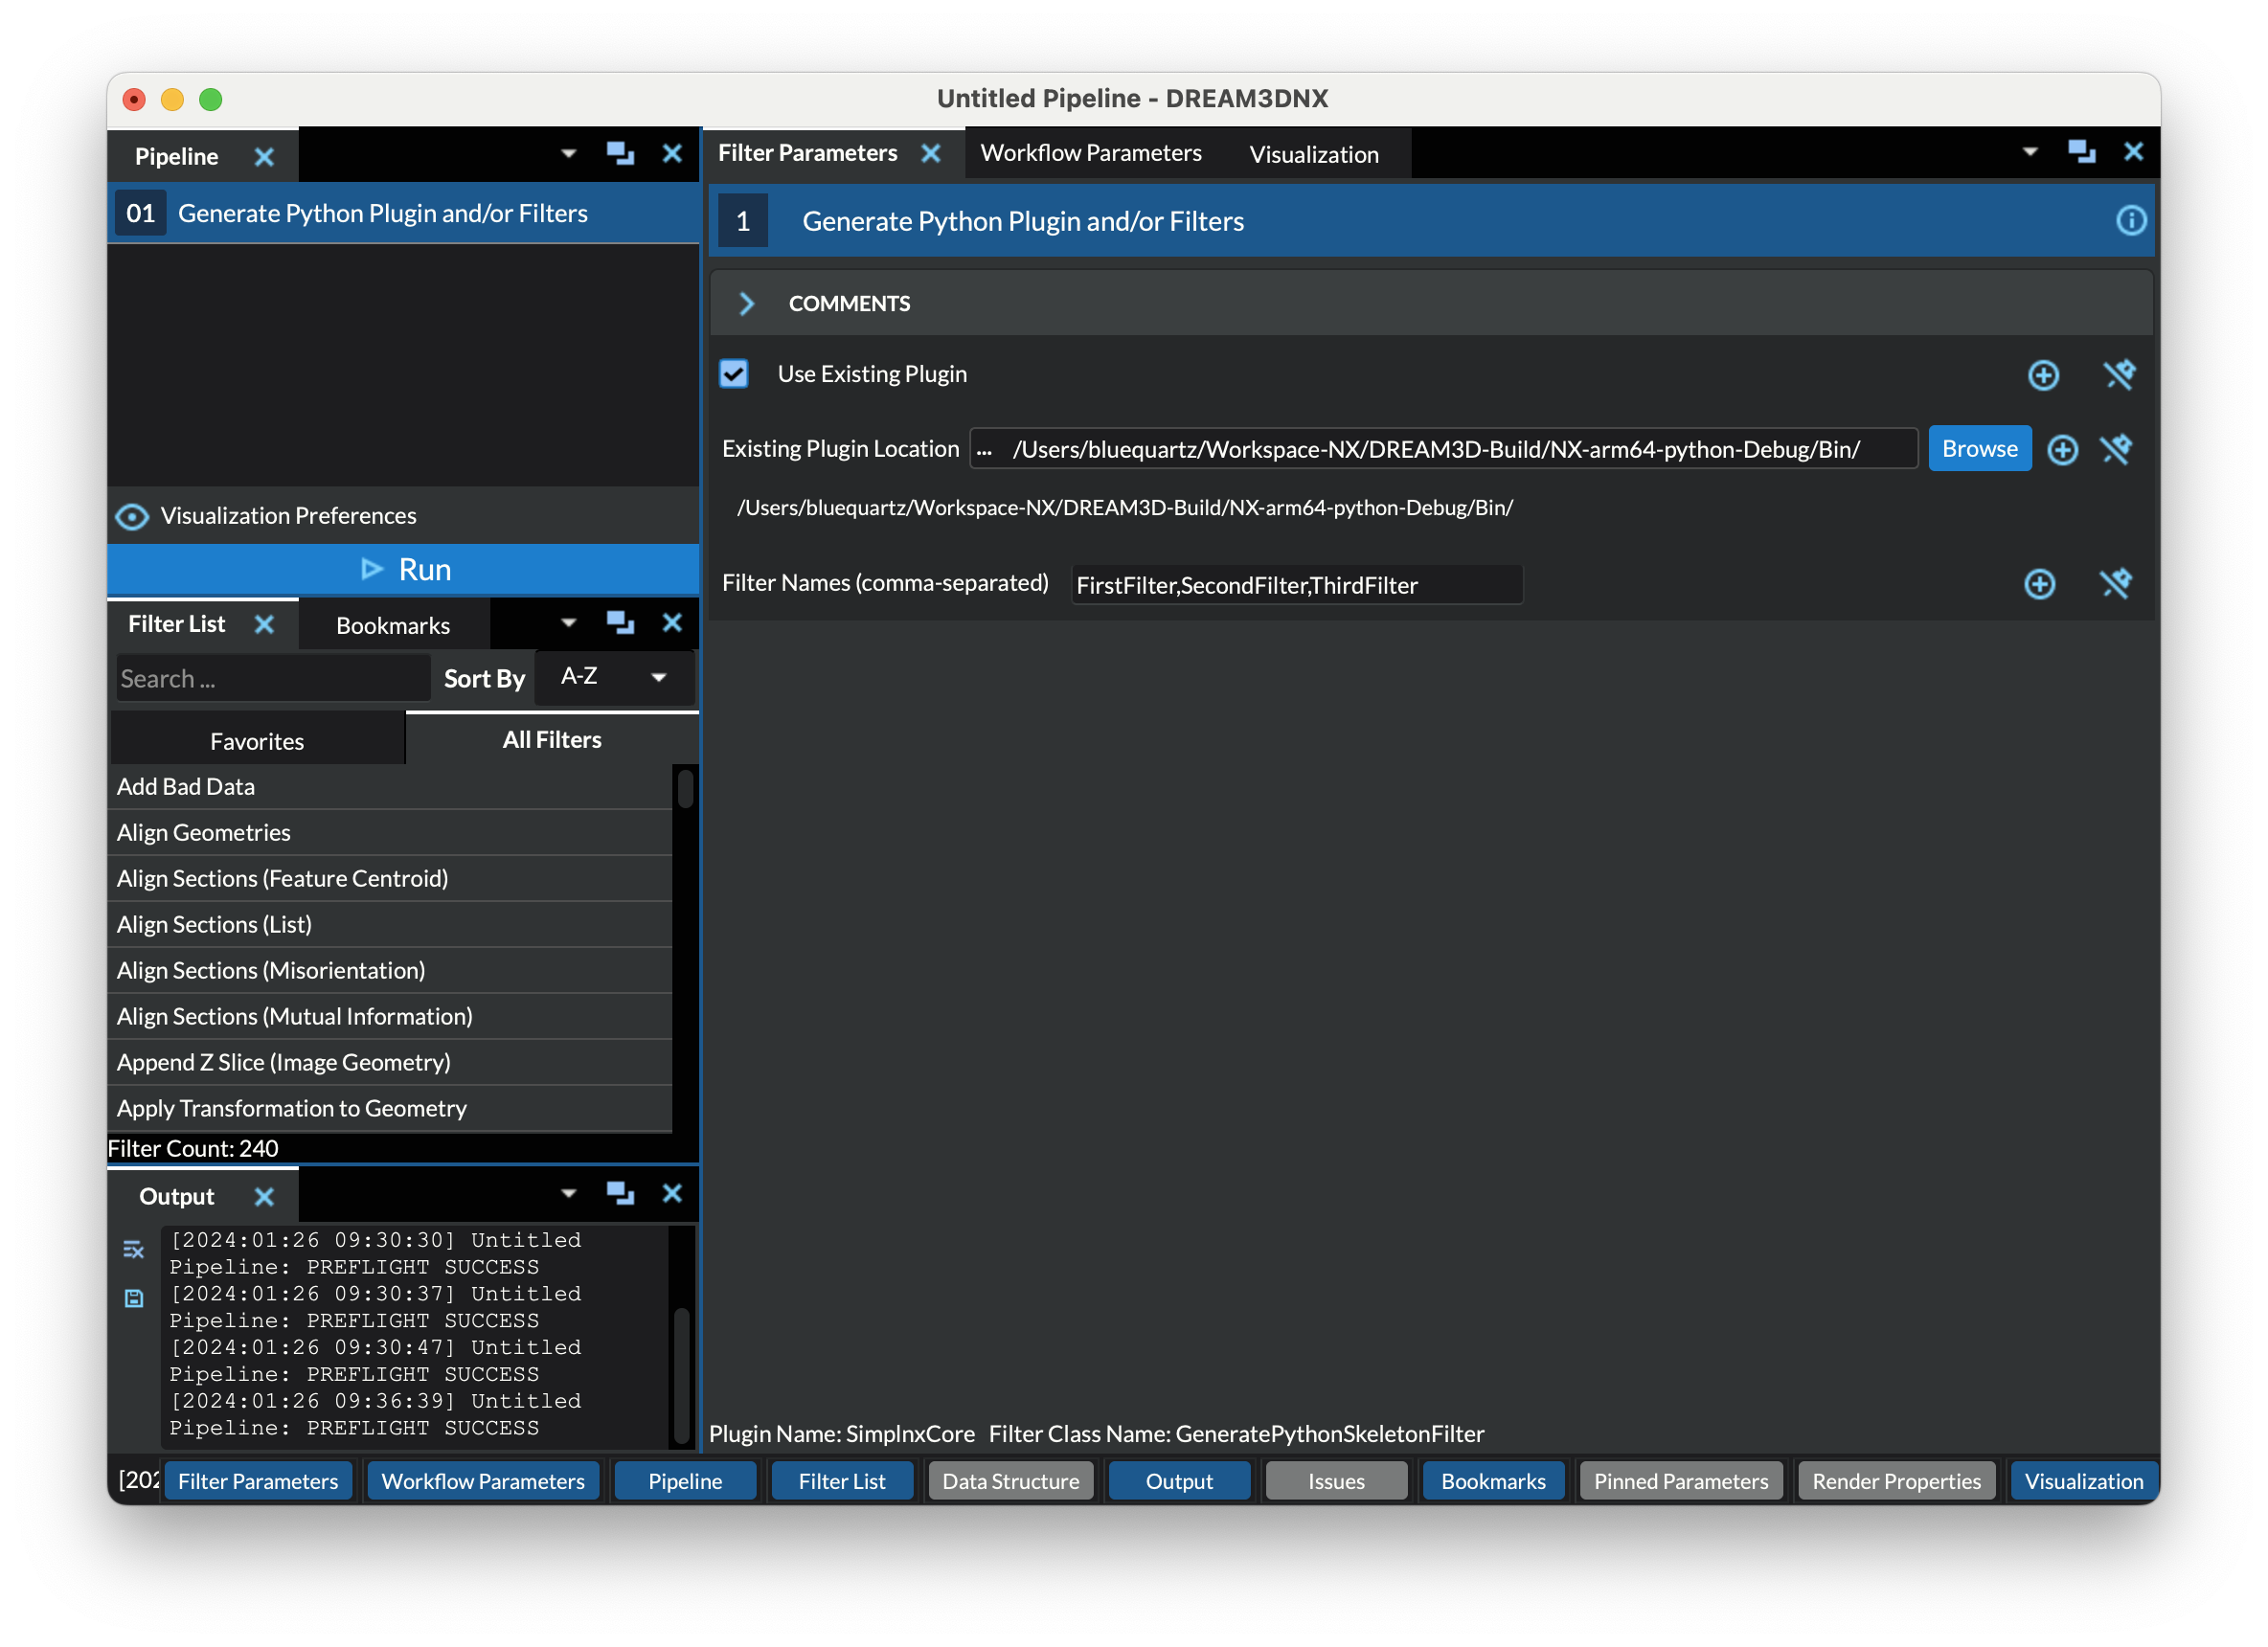 Untitled Pipeline - DREAM3DNX
Pipeline
01 Generate Python Plugin and/or Filters
Visualization Preferences
Run
Filter List Bookmarks
Search ... Sort By A-Z
Favorites All Filters
Add Bad Data
Align Geometries
Align Sections (Feature Centroid)
Align Sections (List)
Align Sections (Misorientation)
Align Sections (Mutual Information)
Append Z Slice (Image Geometry)
Apply Transformation to Geometry
Filter Count: 240
Output
[2024:01:26 09:30:30] Untitled
Pipeline: PREFLIGHT SUCCESS
[2024:01:26 09:30:37] Untitled
Pipeline: PREFLIGHT SUCCESS
[2024:01:26 09:30:47] Untitled
Pipeline: PREFLIGHT SUCCESS
[2024:01:26 09:36:39] Untitled
Pipeline: PREFLIGHT SUCCESS
Filter Parameters Workflow Parameters Visualization
1 Generate Python Plugin and/or Filters
COMMENTS
Use Existing Plugin
Existing Plugin Location ... /Users/bluequartz/Workspace-NX/DREAM3D-Build/NX-arm64-python-Debug/Bin/ Browse
/Users/bluequartz/Workspace-NX/DREAM3D-Build/NX-arm64-python-Debug/Bin/
Filter Names (comma-separated) FirstFilter,SecondFilter,ThirdFilter
Plugin Name: SimplnxCore Filter Class Name: GeneratePythonSkeletonFilter
[202 Filter Parameters Workflow Parameters Pipeline Filter List Data Structure Output Issues Bookmarks Pinned Parameters Render Properties Visualization